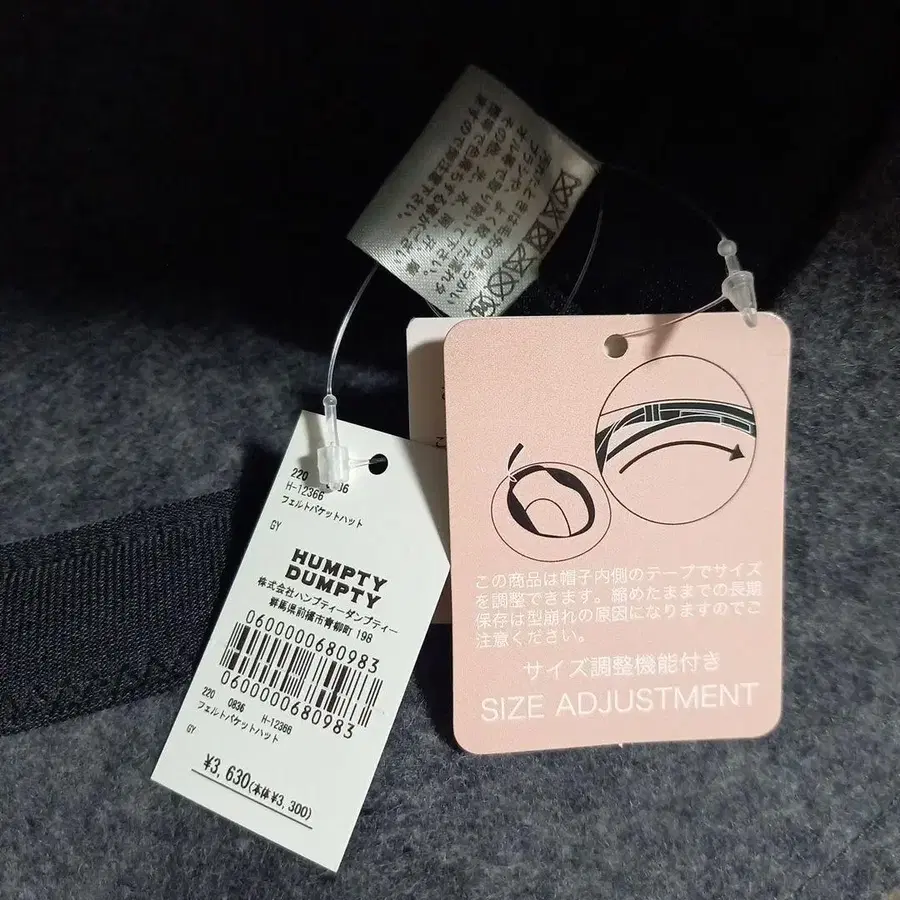 220 0836
H-12366
フェルトバケットハット
GY
HUMPTY
DUMPTY
株式会社ハンプティーダンプティー
群馬県前橋市青柳町 198
0600000680983
0600000680983
220 0836 H-12366
フェルトバケットハット
GY
¥3,630(本体¥3,300)
この商品は帽子内側のテープでサイズ
を調整できます。縮めたままでの長期
保存は型崩れの原因になりますのでご
注意ください。
サイズ調整機能付き
SIZE ADJUSTMENT